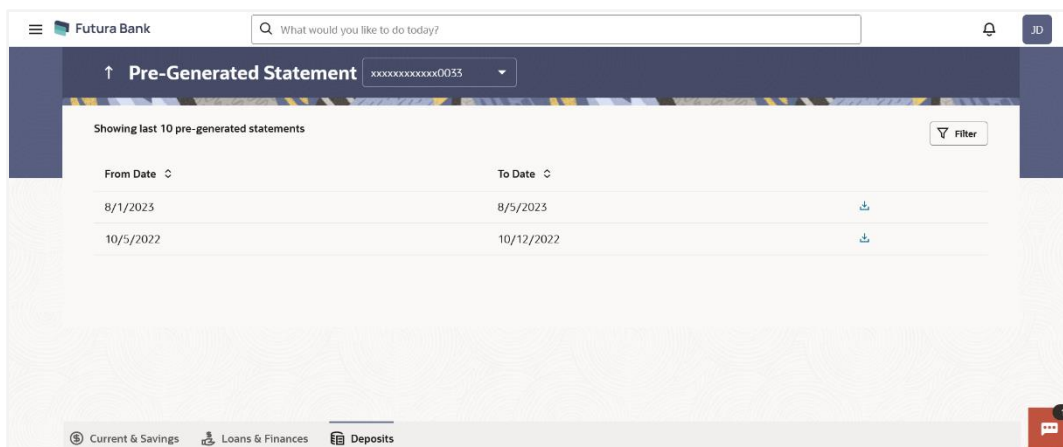 Futura Bank What would you like to do today? JD
↑ Pre-Generated Statement xxxxxxxxxxxx0033
Showing last 10 pre-generated statements Filter
From Date To Date
8/1/2023 8/5/2023
10/5/2022 10/12/2022
Current & Savings Loans & Finances Deposits